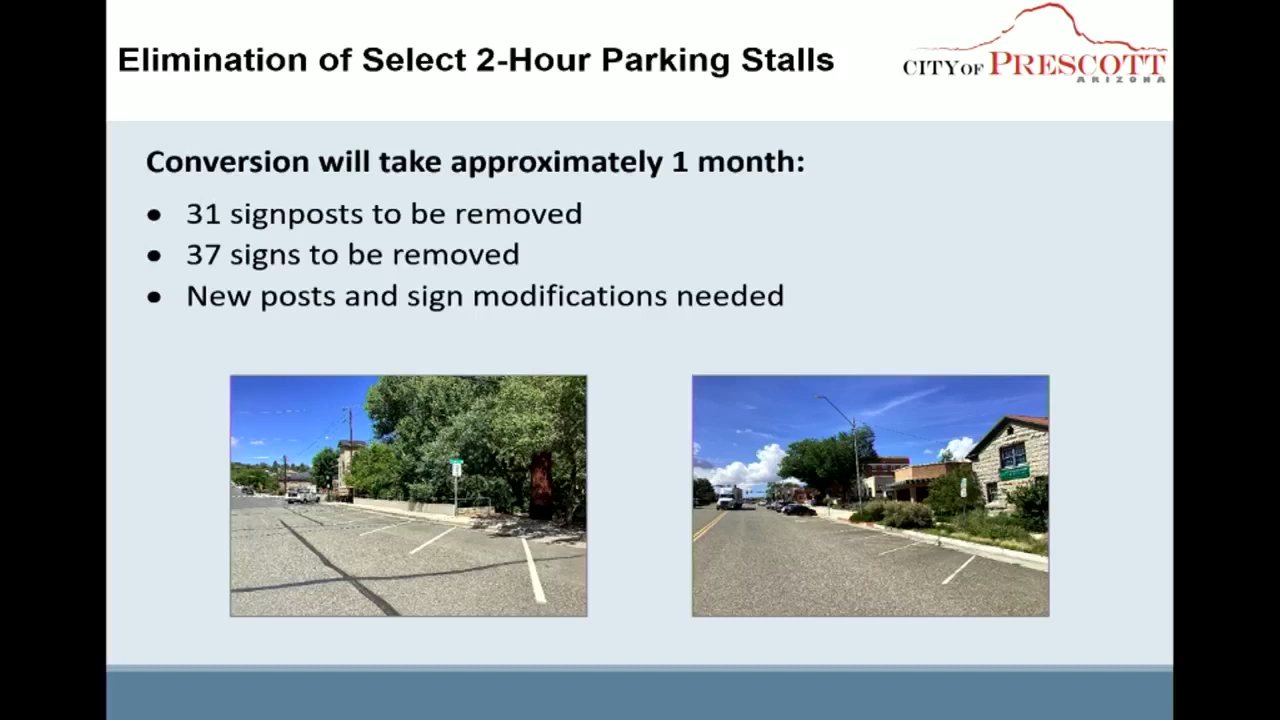 Elimination of Select 2-Hour Parking Stalls
CITY OF PRESCOTT
ARIZONA
Conversion will take approximately 1 month:
• 31 signposts to be removed
• 37 signs to be removed
• New posts and sign modifications needed